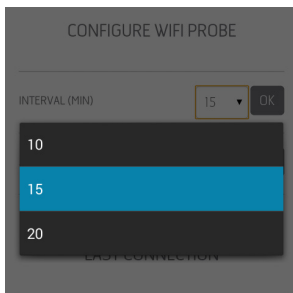 CONFIGURE WIFI PROBE
INTERVAL (MIN) 15 OK
10
15
20
LAST CONNECTION